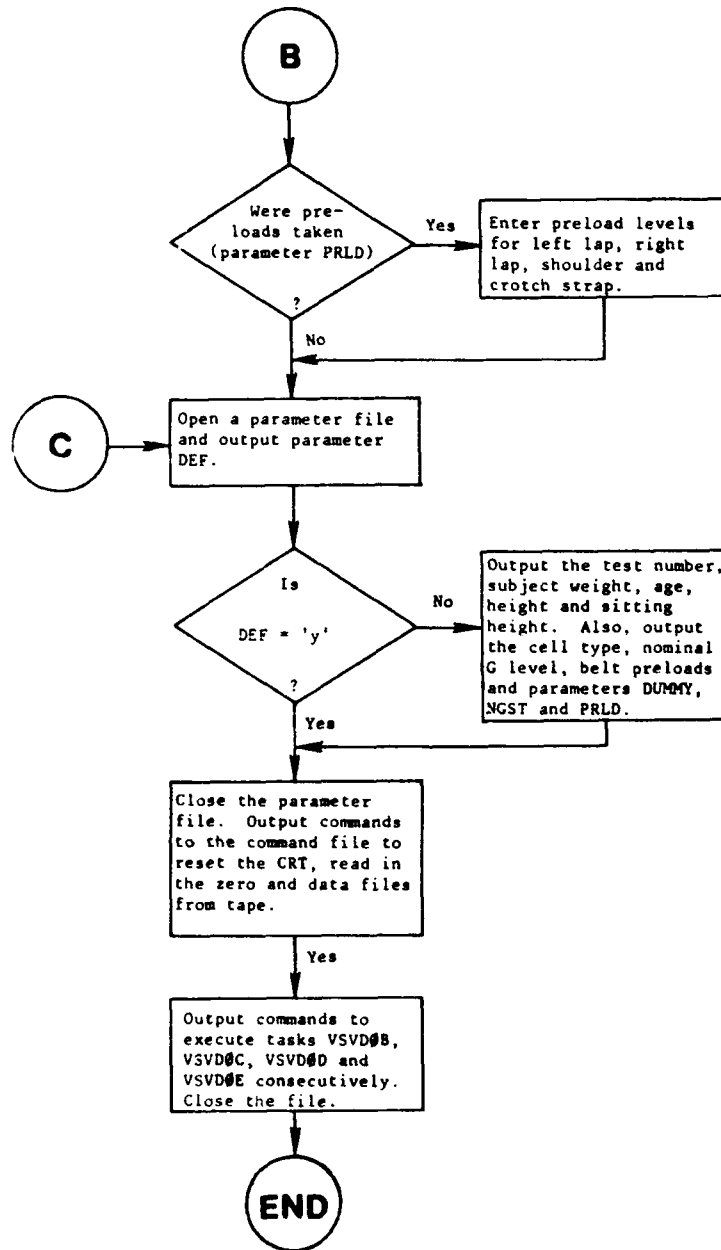 B
Were pre-
loads taken
(parameter PRLD)
?
Yes
Enter preload levels
for left lap, right
lap, shoulder and
crotch strap.
No
C
Open a parameter file
and output parameter
DEF.
Is
DEF = 'y'
?
No
Output the test number,
subject weight, age,
height and sitting
height. Also, output
the cell type, nominal
G level, belt preloads
and parameters DUMMY,
NGST and PRLD.
Yes
Close the parameter
file. Output commands
to the command file to
reset the CRT, read in
the zero and data files
from tape.
Yes
Output commands to
execute tasks VSVDØB,
VSVDØC, VSVDØD and
VSVDØE consecutively.
Close the file.
END